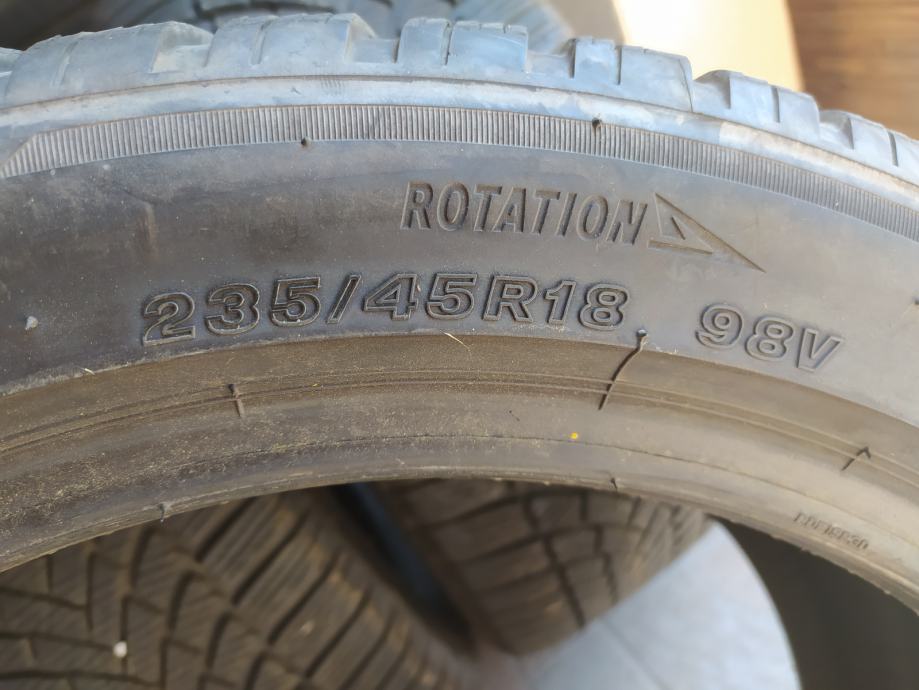 ROTATION
235/45R18 98V